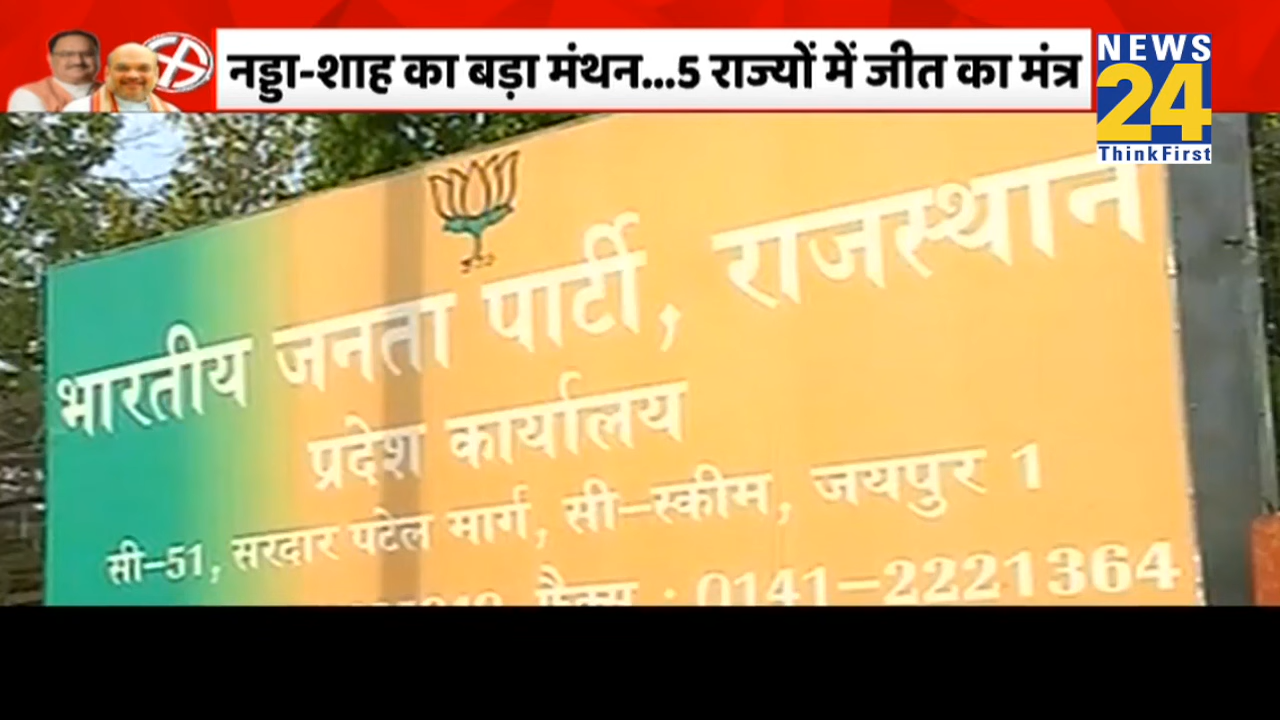 नड्डा-शाह का बड़ा मंथन...5 राज्यों में जीत का मंत्र
NEWS
24
ThinkFirst
भारतीय जनता पार्टी, राजस्थान
प्रदेश कार्यालय
सी-51, सरदार पटेल मार्ग, सी-स्कीम, जयपुर 1
फैक्स : 0141-2221364